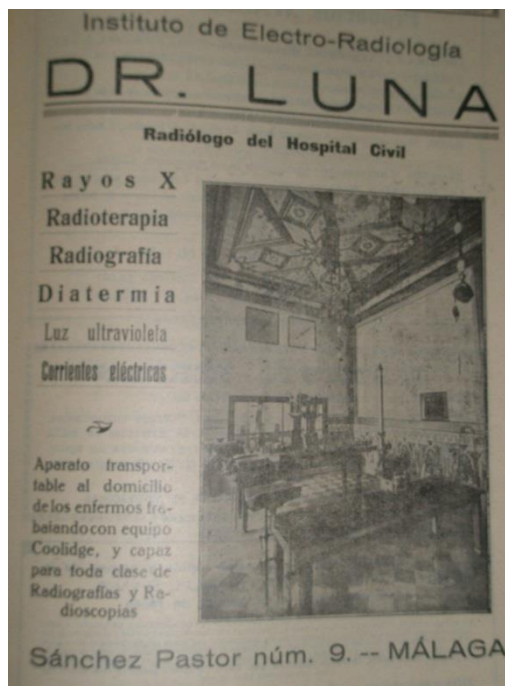 Instituto de Electro-Radiología
DR. LUNA
Radiólogo del Hospital Civil
Rayos X
Radioterapia
Radiografía
Diatermia
Luz ultravioleta
Corrientes eléctricas
Aparato transpor-
table al domicilio
de los enfermos tra-
bajando con equipo
Coolidge, y capaz
para toda clase de
Radiografías y Ra-
dioscopias
Sánchez Pastor núm. 9. -- MÁLAGA